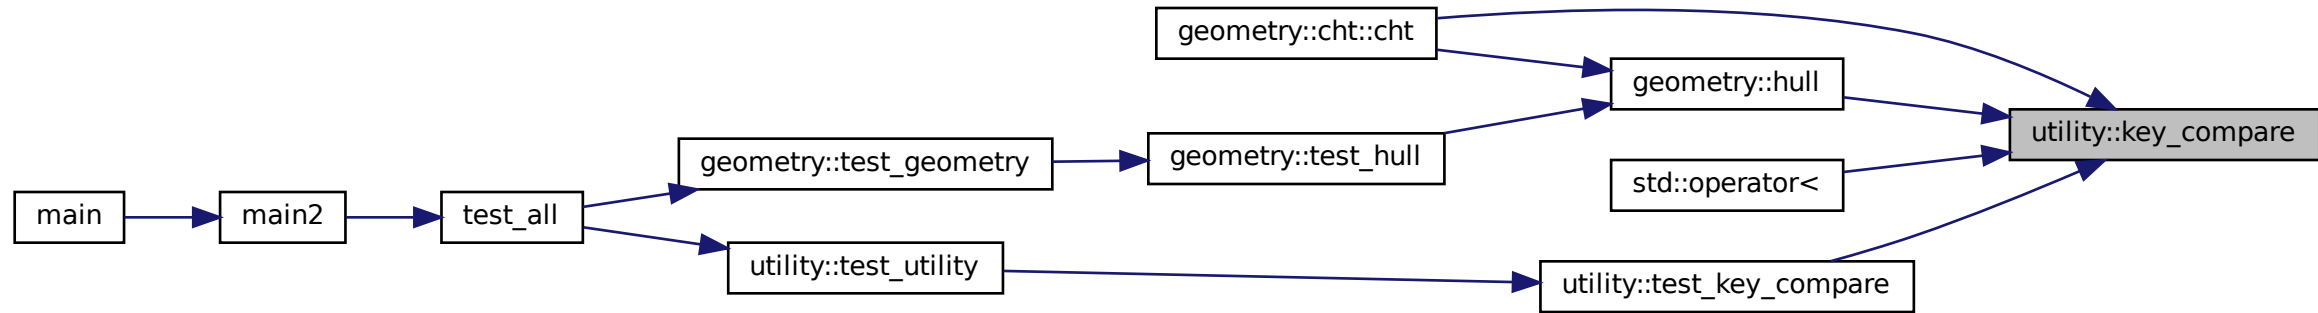 geometry::cht::cht
geometry::hull
utility::key_compare
geometry::test_hull
geometry::test_geometry
std::operator<
main
main2
test_all
utility::test_utility
utility::test_key_compare